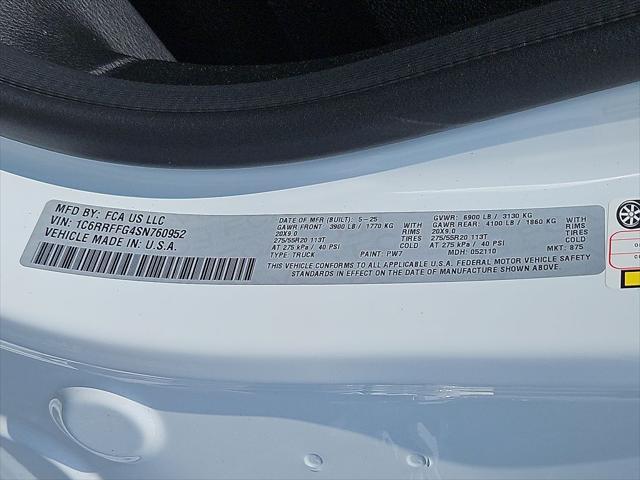 MFD BY: FCA US LLC
VIN: 1C6RRFFG4SN760952
VEHICLE MADE IN U.S.A.
DATE OF MFR (BUILT): 5-25
GAWR FRONT: 3900 LB / 1770 KG WITH
20X9.0 RIMS
275/55R20 113T TIRES
AT 275 kPa / 40 PSI COLD
TYPE: TRUCK PAINT: PW7
GVWR: 6900 LB / 3130 KG
GAWR REAR: 4100 LB / 1860 KG WITH
20X9.0 RIMS
275/55R20 113T TIRES
AT 275 kPa / 40 PSI COLD
MDH: 052110 MKT: 875
THIS VEHICLE CONFORMS TO ALL APPLICABLE U.S.A. FEDERAL MOTOR VEHICLE SAFETY
STANDARDS IN EFFECT ON THE DATE OF MANUFACTURE SHOWN ABOVE